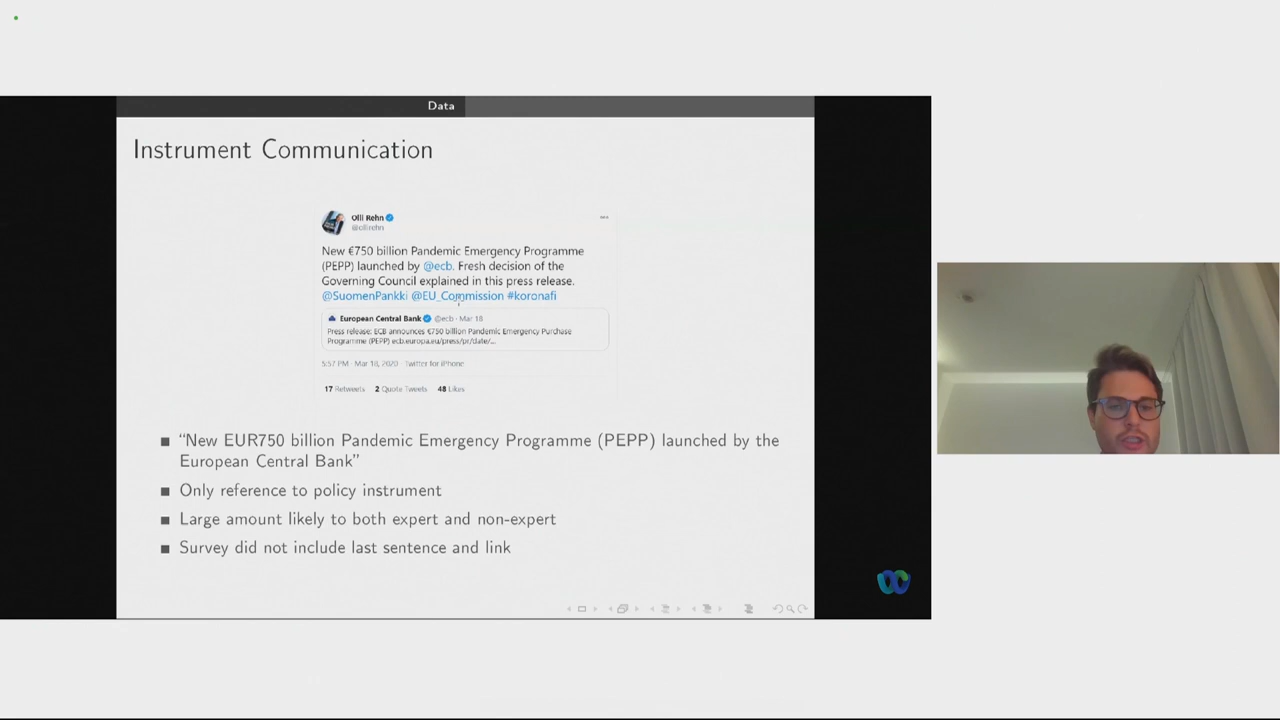 Data
Instrument Communication
Olli Rehn
@ollirehn
New €750 billion Pandemic Emergency Programme
(PEPP) launched by @ecb. Fresh decision of the
Governing Council explained in this press release.
@SuomenPankki @EU_Commission #koronafi
European Central Bank @ecb · Mar 18
Press release: ECB announces €750 billion Pandemic Emergency Purchase
Programme (PEPP) ecb.europa.eu/press/pr/date/...
5:57 PM · Mar 18, 2020 · Twitter for iPhone
17 Retweets 2 Quote Tweets 48 Likes
■ “New EUR750 billion Pandemic Emergency Programme (PEPP) launched by the
European Central Bank”
■ Only reference to policy instrument
■ Large amount likely to both expert and non-expert
■ Survey did not include last sentence and link